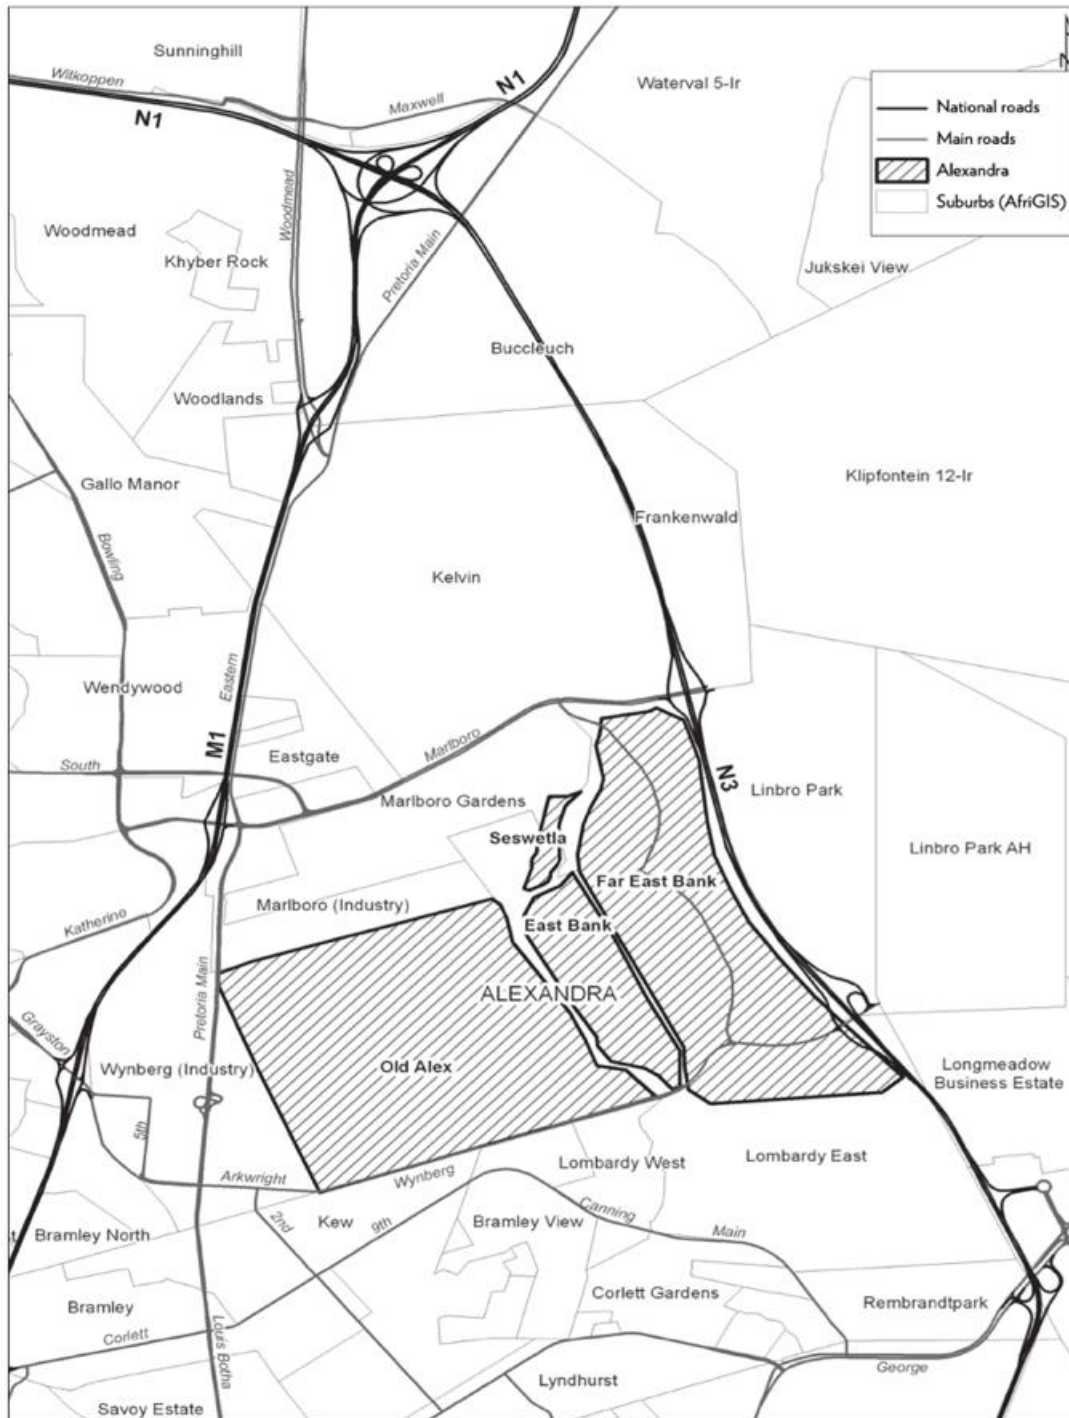 Sunninghill
Witkoppen
N1
Maxwell
N1
Waterval 5-Ir
N
National roads
Main roads
Alexandra
Suburbs (AfriGIS)
Woodmead
Woodmead
Khyber Rock
Pretoria Main
Jukskei View
Buccleuch
Woodlands
Gallo Manor
Klipfontein 12-Ir
Bowling
Frankenwald
Kelvin
Wendywood
Eastern
M1
South
Eastgate
Marlboro
N3
Linbro Park
Marlboro Gardens
Seswetla
Linbro Park AH
Far East Bank
Katherine
Marlboro (Industry)
East Bank
Pretoria Main
ALEXANDRA
Grayston
Wynberg (Industry)
Old Alex
Longmeadow
Business Estate
5th
Arkwright
Wynberg
Lombardy West
Lombardy East
Bramley North
2nd
Kew
9th
Bramley View
Canning
Main
Bramley
Corlett
Louis Botha
Corlett Gardens
Rembrandtpark
George
Lyndhurst
Savoy Estate